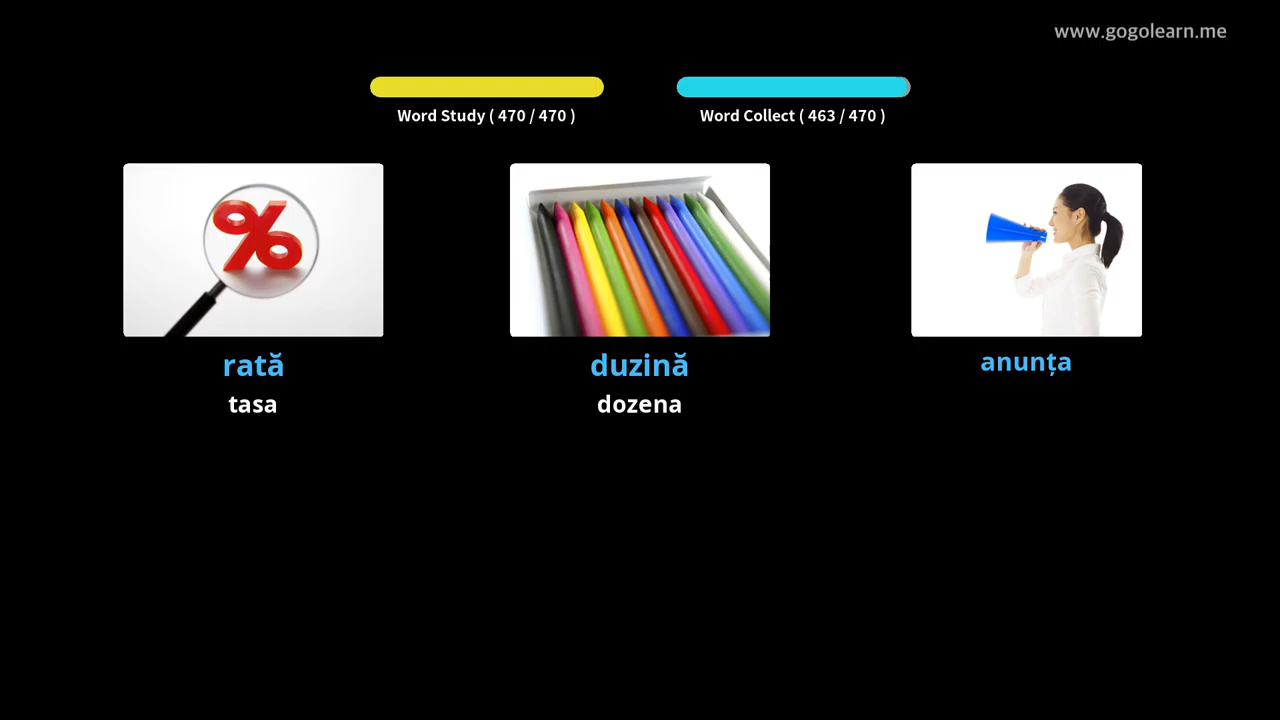 www.gogolearn.me
Word Study ( 470 / 470 )
Word Collect ( 463 / 470 )
rată
duzină
anunța
tasa
dozena